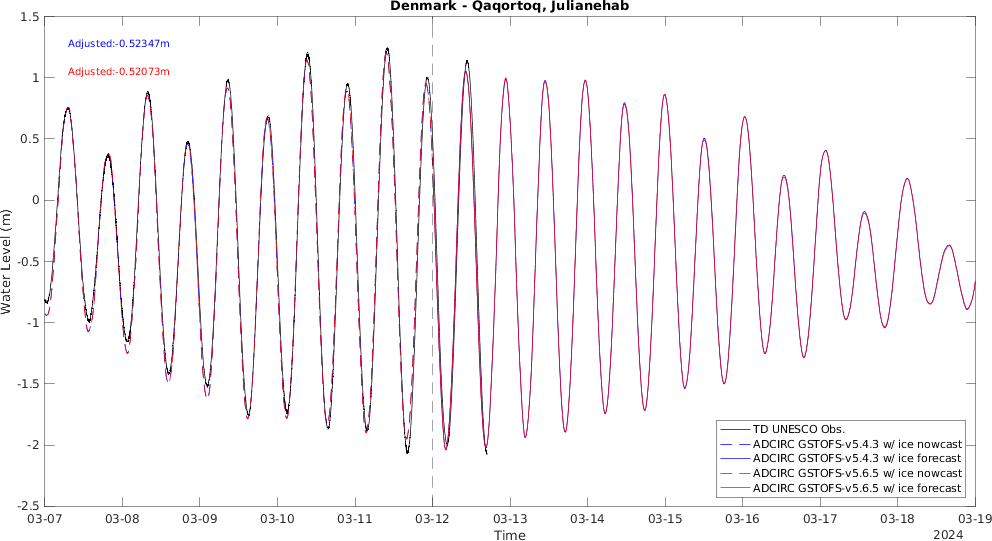 Denmark - Qaqortoq, Julianehab
Adjusted:-0.52347m
Adjusted:-0.52073m
Water Level (m)
1.5
1
0.5
0
-0.5
-1
-1.5
-2
-2.5
TD UNESCO Obs.
ADCIRC GSTOFS-v5.4.3 w/ ice nowcast
ADCIRC GSTOFS-v5.4.3 w/ ice forecast
ADCIRC GSTOFS-v5.6.5 w/ ice nowcast
ADCIRC GSTOFS-v5.6.5 w/ ice forecast
03-07 03-08 03-09 03-10 03-11 03-12 03-13 03-14 03-15 03-16 03-17 03-18 03-19
Time
2024